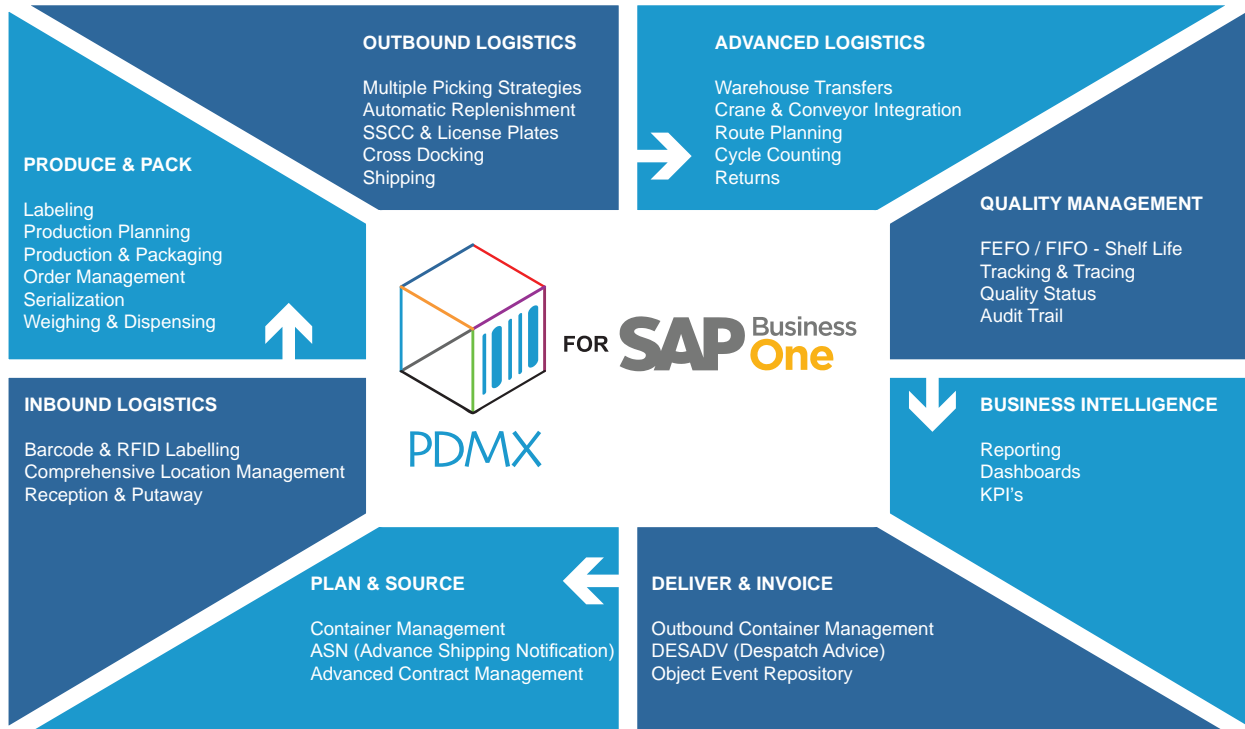 OUTBOUND LOGISTICS
Multiple Picking Strategies
Automatic Replenishment
SSCC & License Plates
Cross Docking
Shipping
ADVANCED LOGISTICS
Warehouse Transfers
Crane & Conveyor Integration
Route Planning
Cycle Counting
Returns
PRODUCE & PACK
Labeling
Production Planning
Production & Packaging
Order Management
Serialization
Weighing & Dispensing
QUALITY MANAGEMENT
FEFO / FIFO - Shelf Life
Tracking & Tracing
Quality Status
Audit Trail
PDMX
FOR
SAP Business
One
INBOUND LOGISTICS
Barcode & RFID Labelling
Comprehensive Location Management
Reception & Putaway
BUSINESS INTELLIGENCE
Reporting
Dashboards
KPI's
PLAN & SOURCE
Container Management
ASN (Advance Shipping Notification)
Advanced Contract Management
DELIVER & INVOICE
Outbound Container Management
DESADV (Despatch Advice)
Object Event Repository